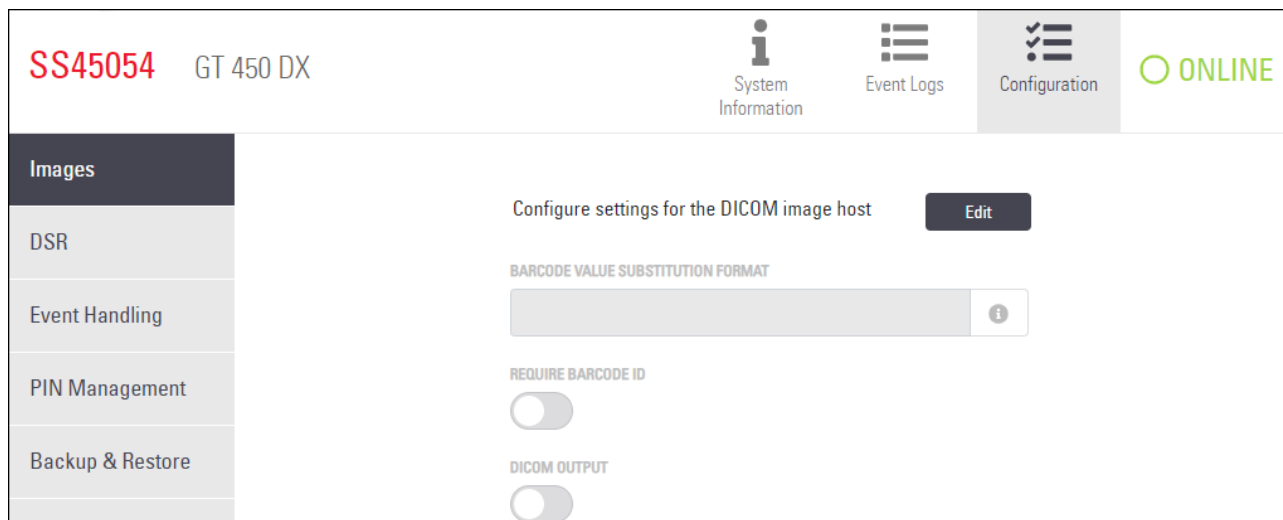 SS45054 GT 450 DX
System
Information
Event Logs
Configuration
ONLINE
Images
DSR
Event Handling
PIN Management
Backup & Restore
Configure settings for the DICOM image host
Edit
BARCODE VALUE SUBSTITUTION FORMAT
REQUIRE BARCODE ID
DICOM OUTPUT